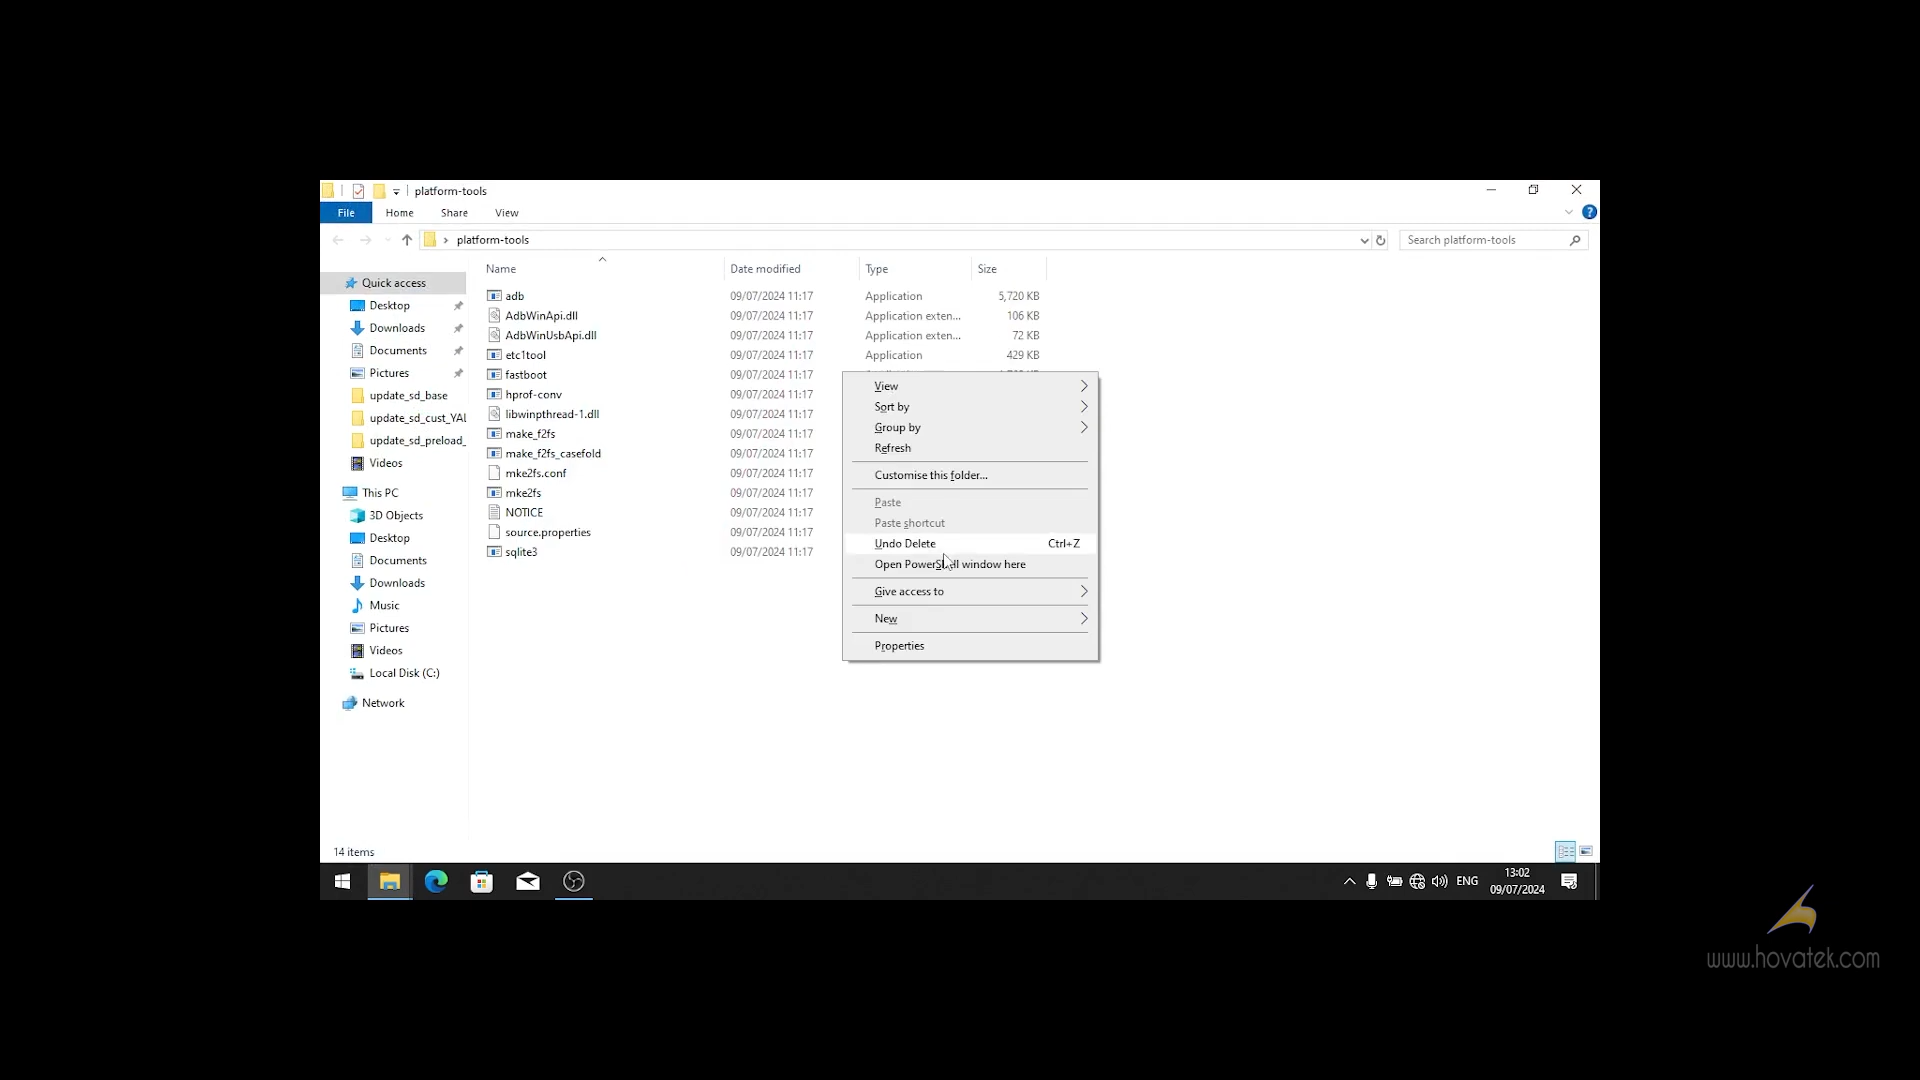 platform-tools
File Home Share View
platform-tools
Search platform-tools
Name Date modified Type Size
Quick access
Desktop
Downloads
Documents
Pictures
update_sd_base
update_sd_cust_YAL
update_sd_preload_
Videos
This PC
3D Objects
Desktop
Documents
Downloads
Music
Pictures
Videos
Local Disk (C:)
Network
adb 09/07/2024 11:17 Application 5,720 KB
AdbWinApi.dll 09/07/2024 11:17 Application exten... 106 KB
AdbWinUsbApi.dll 09/07/2024 11:17 Application exten... 72 KB
etc1tool 09/07/2024 11:17 Application 429 KB
fastboot 09/07/2024 11:17
hprof-conv 09/07/2024 11:17
libwinpthread-1.dll 09/07/2024 11:17
make_f2fs 09/07/2024 11:17
make_f2fs_casefold 09/07/2024 11:17
mke2fs.conf 09/07/2024 11:17
mke2fs 09/07/2024 11:17
NOTICE 09/07/2024 11:17
source.properties 09/07/2024 11:17
sqlite3 09/07/2024 11:17
View
Sort by
Group by
Refresh
Customise this folder...
Paste
Paste shortcut
Undo Delete Ctrl+Z
Open PowerShell window here
Give access to
New
Properties
14 items
ENG
13:02
09/07/2024
www.hovatek.com